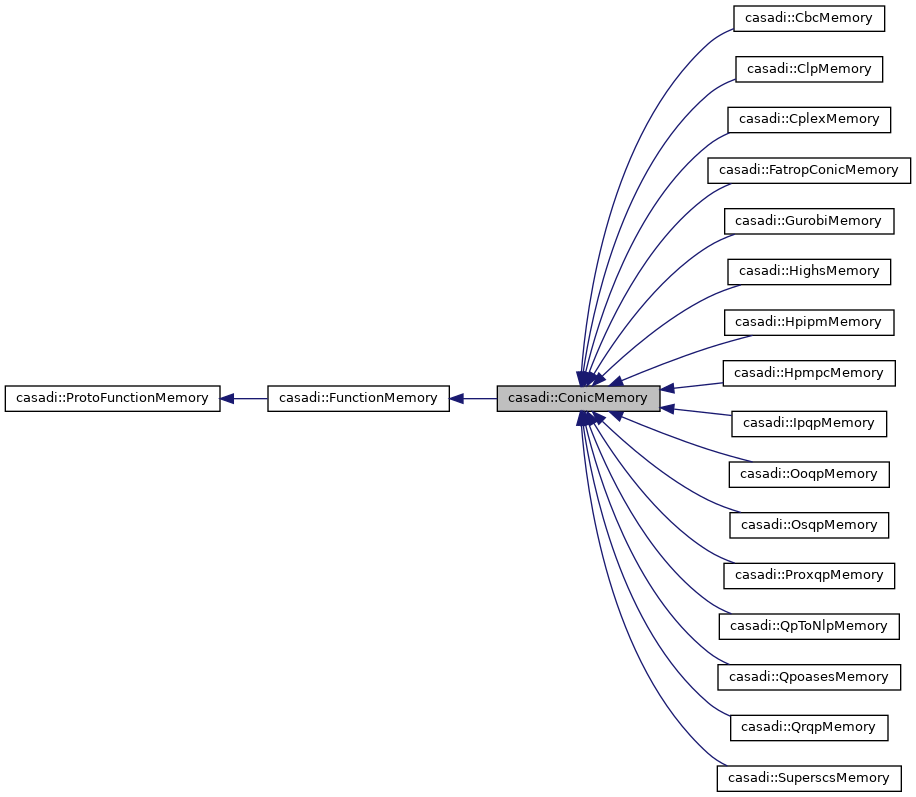 casadi::CbcMemory
casadi::ClpMemory
casadi::CplexMemory
casadi::FatropConicMemory
casadi::GurobiMemory
casadi::HighsMemory
casadi::HpipmMemory
casadi::HpmpcMemory
casadi::ProtoFunctionMemory
casadi::FunctionMemory
casadi::ConicMemory
casadi::IpqpMemory
casadi::OoqpMemory
casadi::OsqpMemory
casadi::ProxqpMemory
casadi::QpToNlpMemory
casadi::QpoasesMemory
casadi::QrqpMemory
casadi::SuperscsMemory